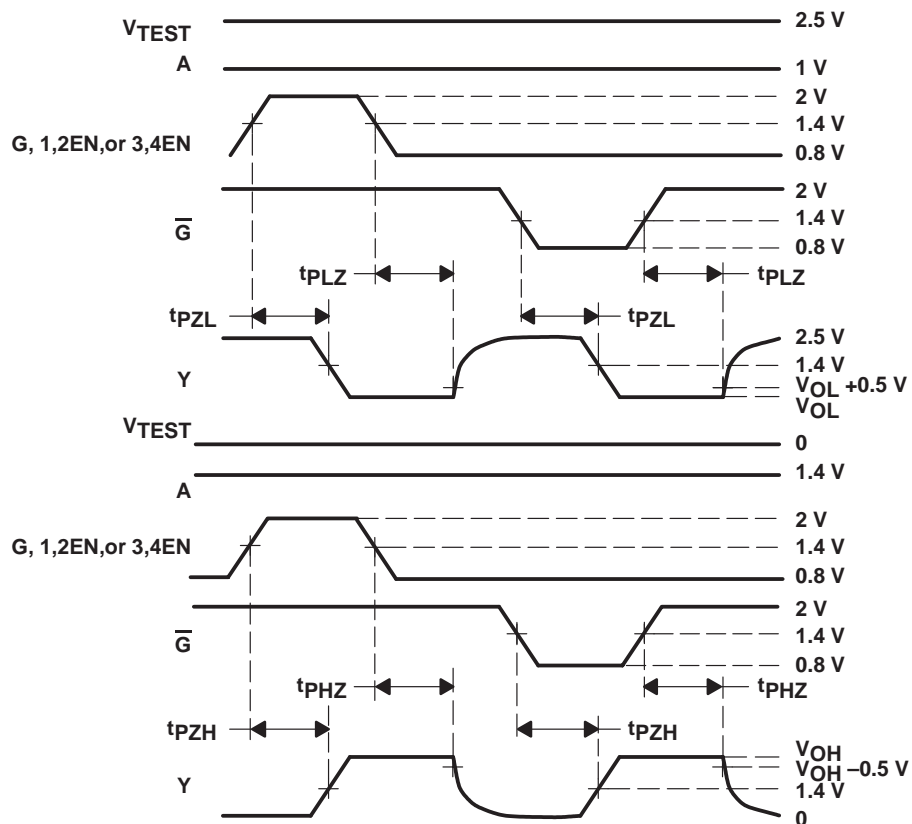 VTEST
2.5 V
A
1 V
2 V
G, 1,2EN,or 3,4EN
1.4 V
0.8 V
2 V
G
1.4 V
0.8 V
tPLZ
tPLZ
tPZL
tPZL
2.5 V
1.4 V
Y
VOL +0.5 V
VOL
VTEST
0
A
1.4 V
2 V
G, 1,2EN,or 3,4EN
1.4 V
0.8 V
2 V
G
1.4 V
0.8 V
tPHZ
tPHZ
tPZH
tPZH
VOH
VOH –0.5 V
Y
1.4 V
0